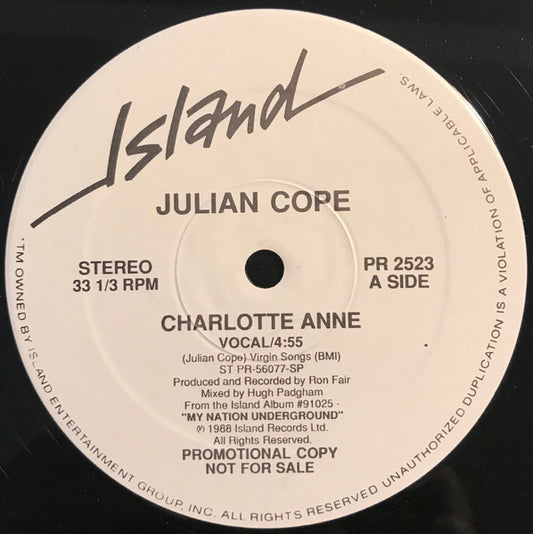 Island
JULIAN COPE
STEREO
33 1/3 RPM
PR 2523
A SIDE
CHARLOTTE ANNE
VOCAL/4:55
(Julian Cope) Virgin Songs (BMI)
ST-PR-56077-SP
Produced and Recorded by Ron Fair
Mixed by Hugh Padgham
From the Island Album #91025 -
"MY NATION UNDERGROUND"
℗ 1988 Island Records Ltd.
All Rights Reserved.
PROMOTIONAL COPY
NOT FOR SALE
*TM OWNED BY ISLAND ENTERTAINMENT GROUP, INC. ALL RIGHTS RESERVED UNAUTHORIZED DUPLICATION IS A VIOLATION OF APPLICABLE LAWS.